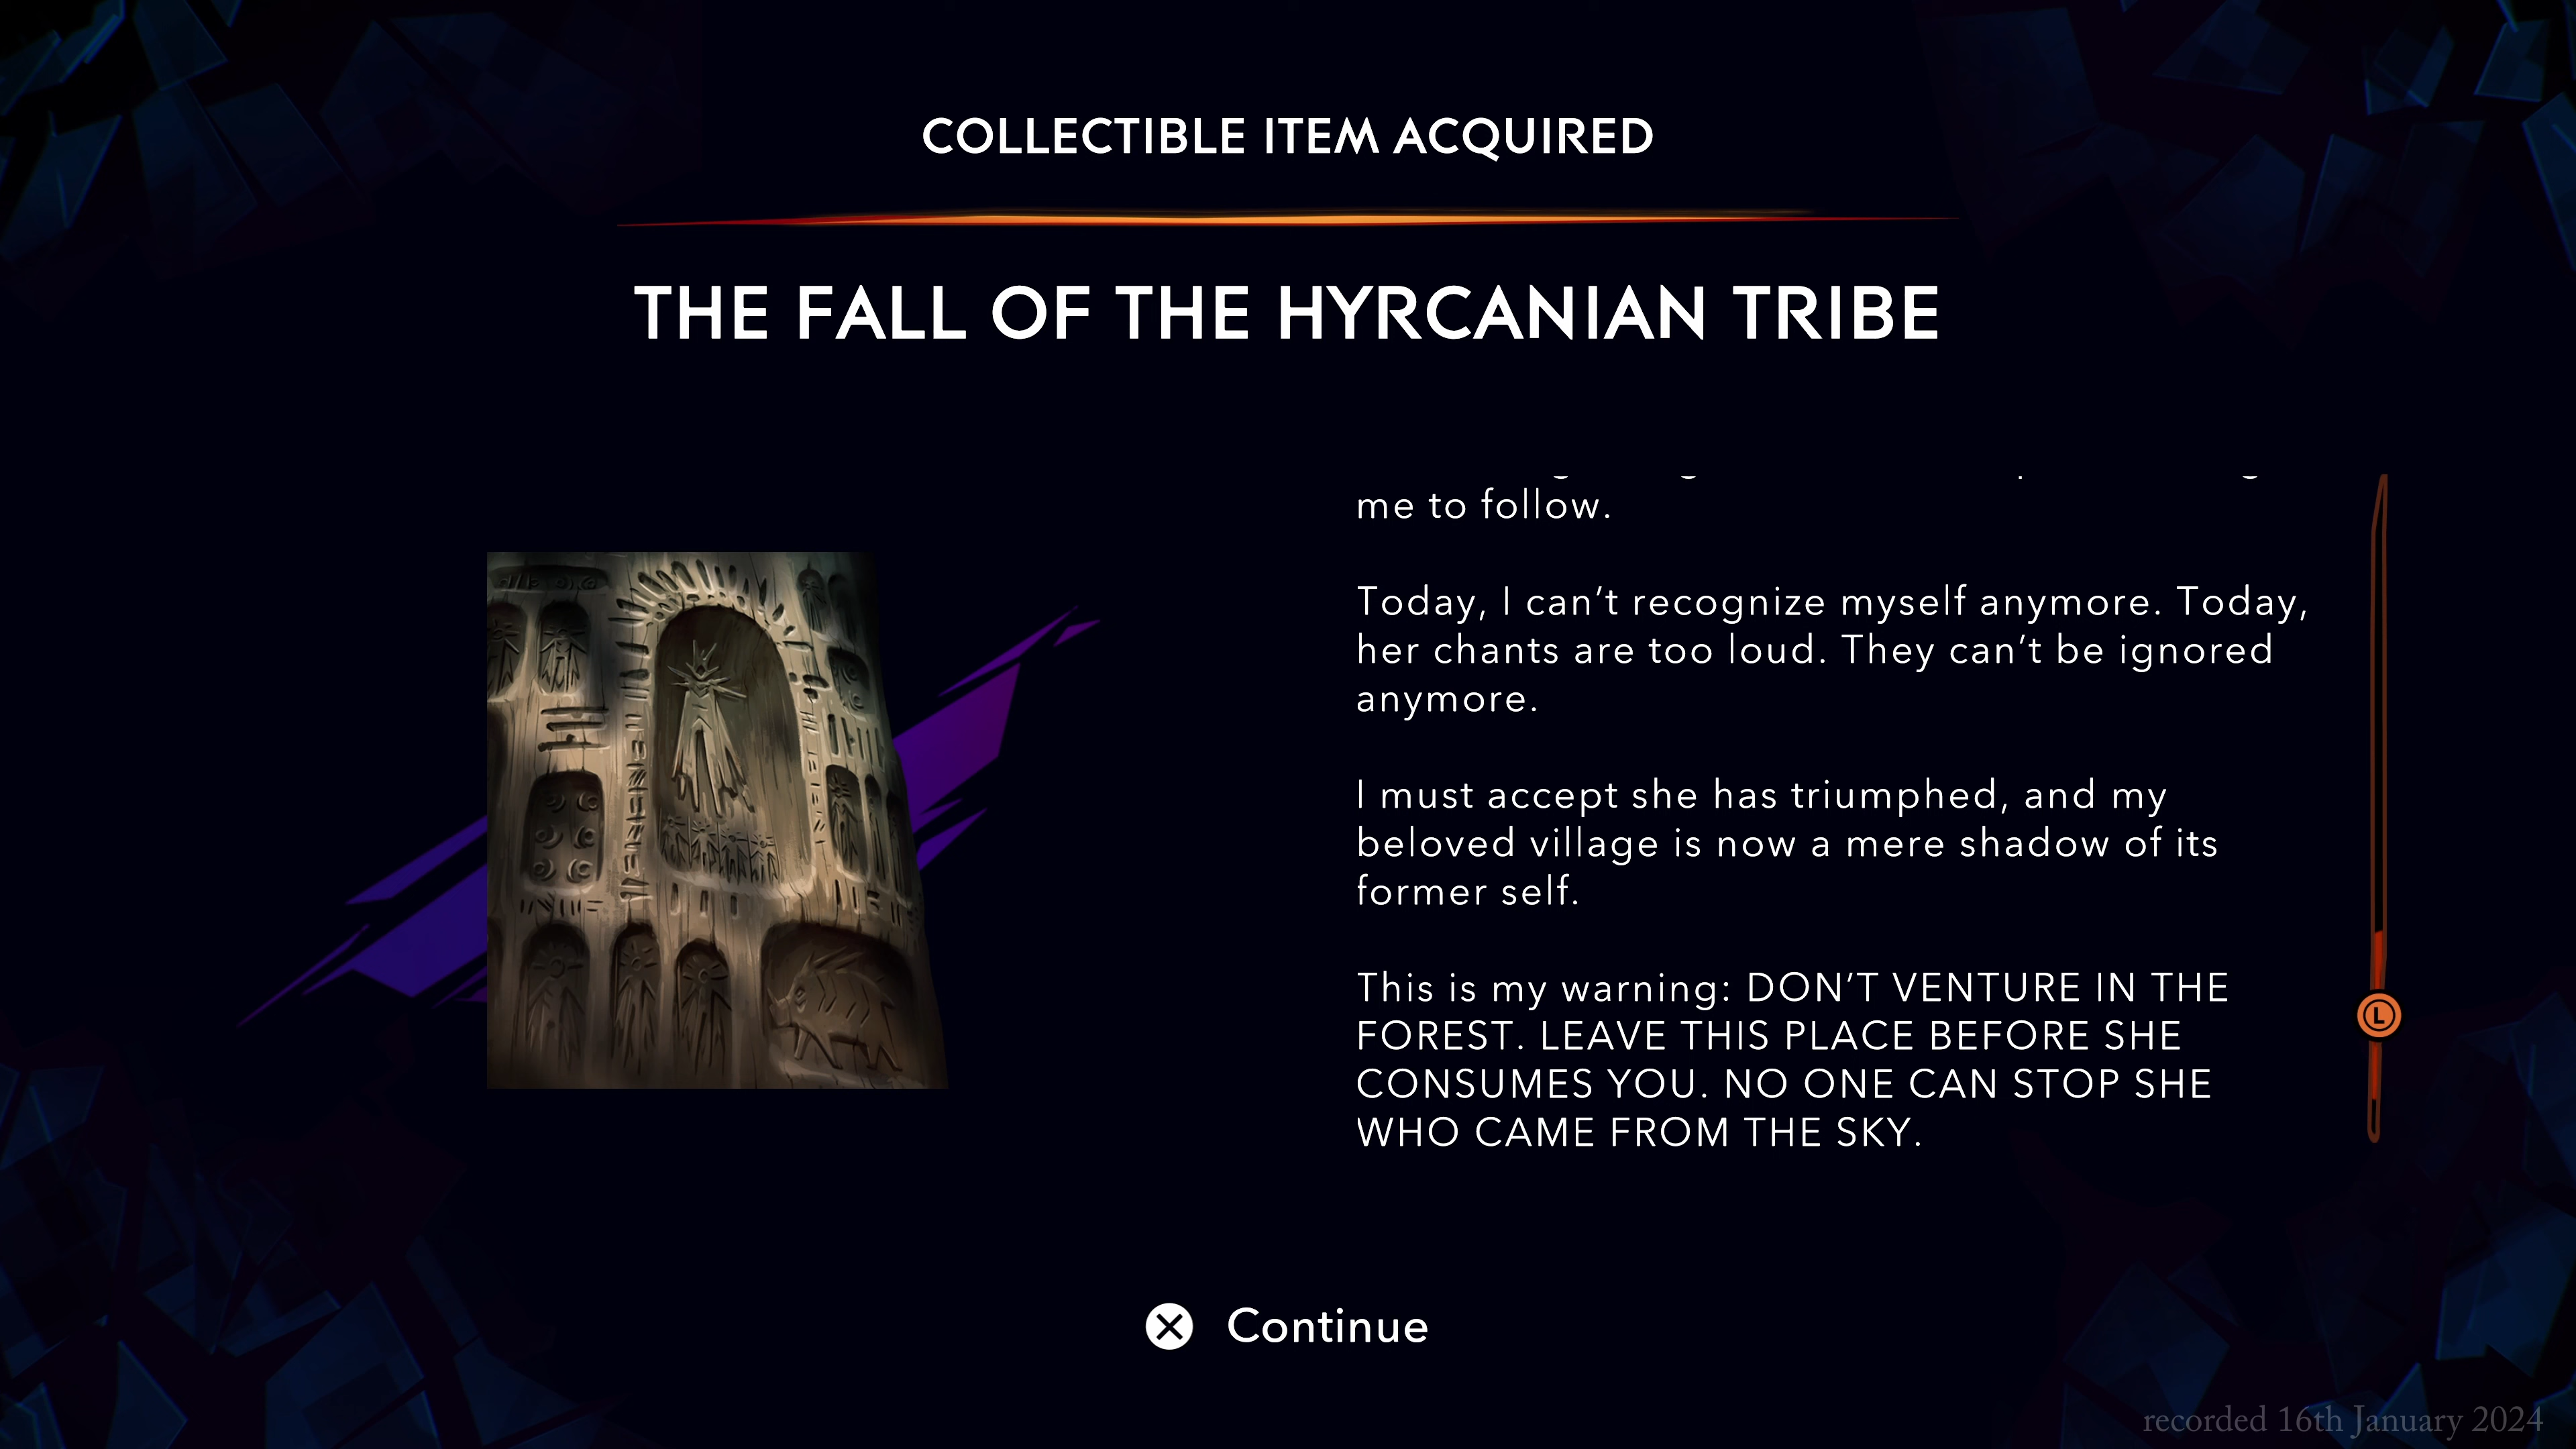 COLLECTIBLE ITEM ACQUIRED
THE FALL OF THE HYRCANIAN TRIBE
me to follow.
Today, I can't recognize myself anymore. Today,
her chants are too loud. They can't be ignored
anymore.
I must accept she has triumphed, and my
beloved village is now a mere shadow of its
former self.
This is my warning: DON'T VENTURE IN THE
FOREST. LEAVE THIS PLACE BEFORE SHE
CONSUMES YOU. NO ONE CAN STOP SHE
WHO CAME FROM THE SKY.
L
Continue
recorded 16th January 2024